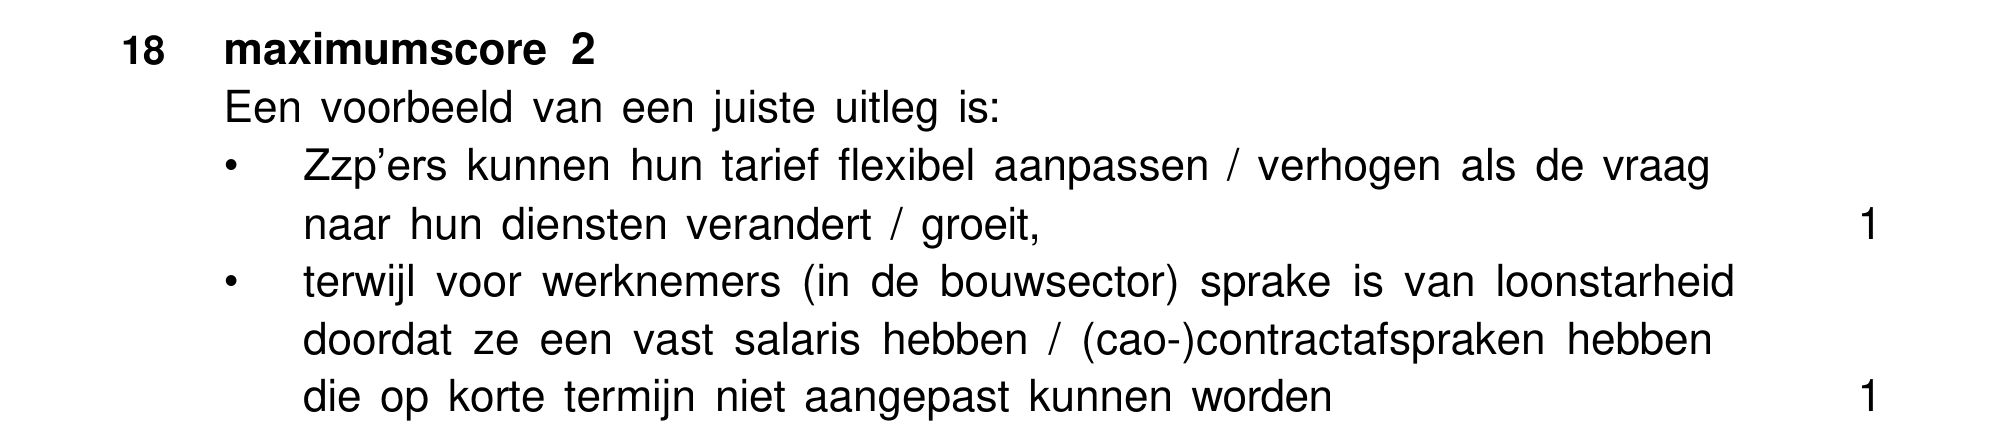 18 maximumscore 2
Een voorbeeld van een juiste uitleg is:
• Zzp’ers kunnen hun tarief flexibel aanpassen / verhogen als de vraag
naar hun diensten verandert / groeit, 1
• terwijl voor werknemers (in de bouwsector) sprake is van loonstarheid
doordat ze een vast salaris hebben / (cao-)contractafspraken hebben
die op korte termijn niet aangepast kunnen worden 1